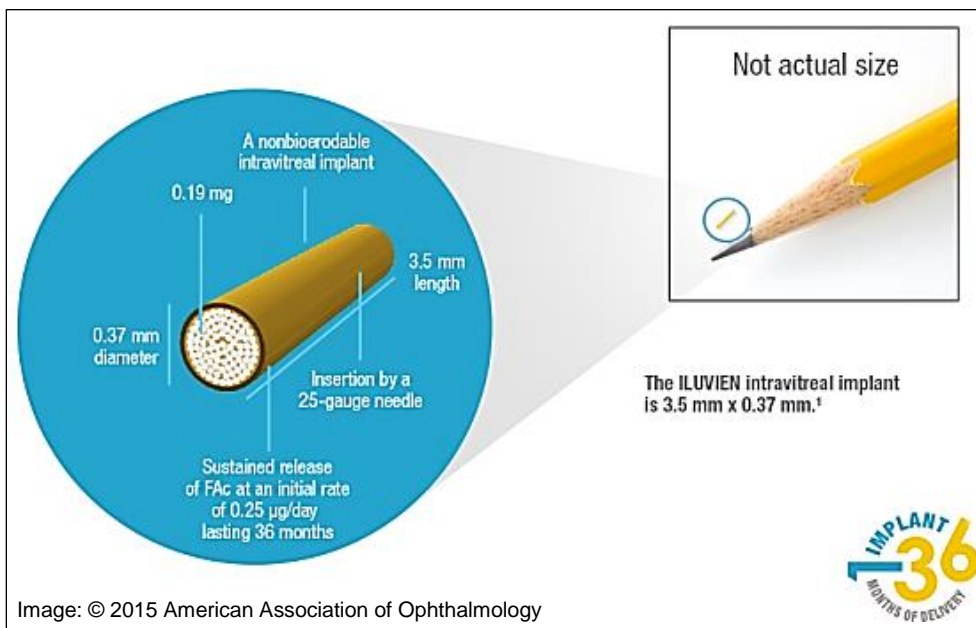 Not actual size
A nonbioerodable
intravitreal implant
0.19 mg
3.5 mm
length
0.37 mm
diameter
Insertion by a
25-gauge needle
Sustained release
of FAc at an initial rate
of 0.25 µg/day
lasting 36 months
The ILUVIEN intravitreal implant
is 3.5 mm x 0.37 mm.¹
1 IMPLANT
36
MONTHS OF DELIVERY
Image: © 2015 American Association of Ophthalmology